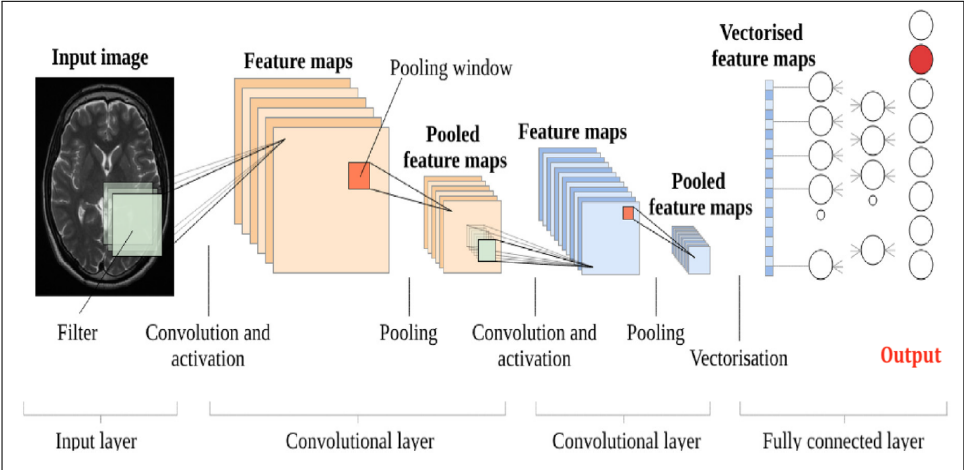 Input image
Feature maps
Pooling window
Pooled
feature maps
Feature maps
Pooled
feature maps
Vectorised
feature maps
Filter
Convolution and
activation
Pooling
Convolution and
activation
Pooling
Vectorisation
Output
Input layer
Convolutional layer
Convolutional layer
Fully connected layer